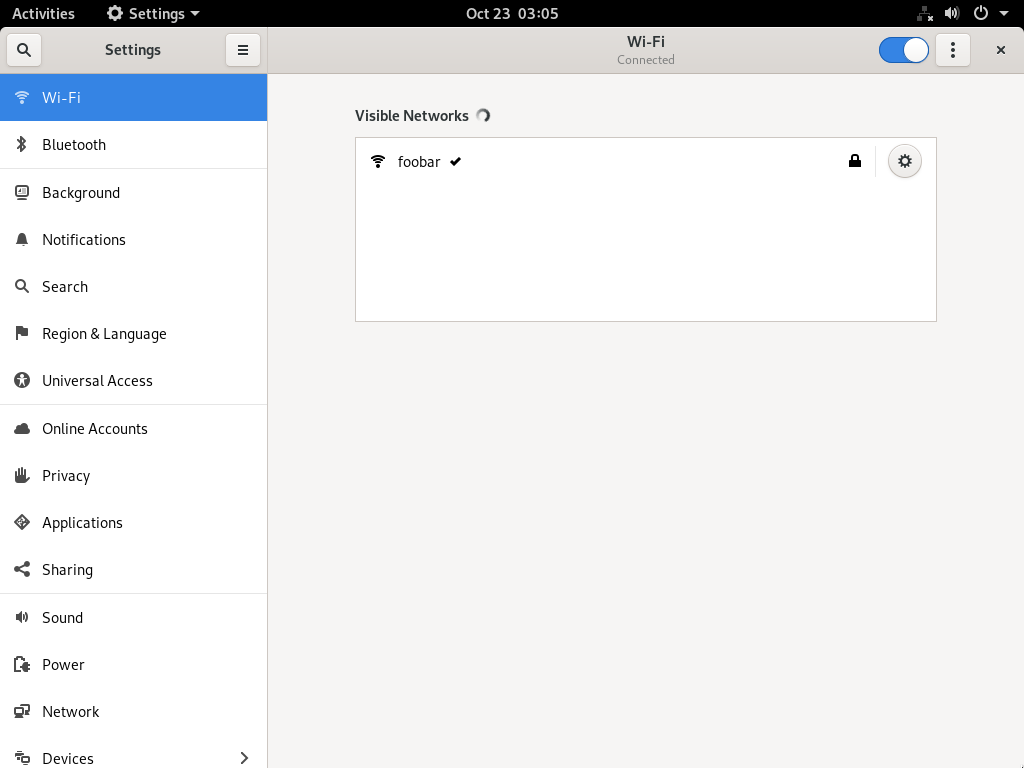 Activities Settings Oct 23 03:05
Settings
Wi-Fi
Connected
Wi-Fi
Bluetooth
Background
Notifications
Search
Region & Language
Universal Access
Online Accounts
Privacy
Applications
Sharing
Sound
Power
Network
Devices
Visible Networks
foobar